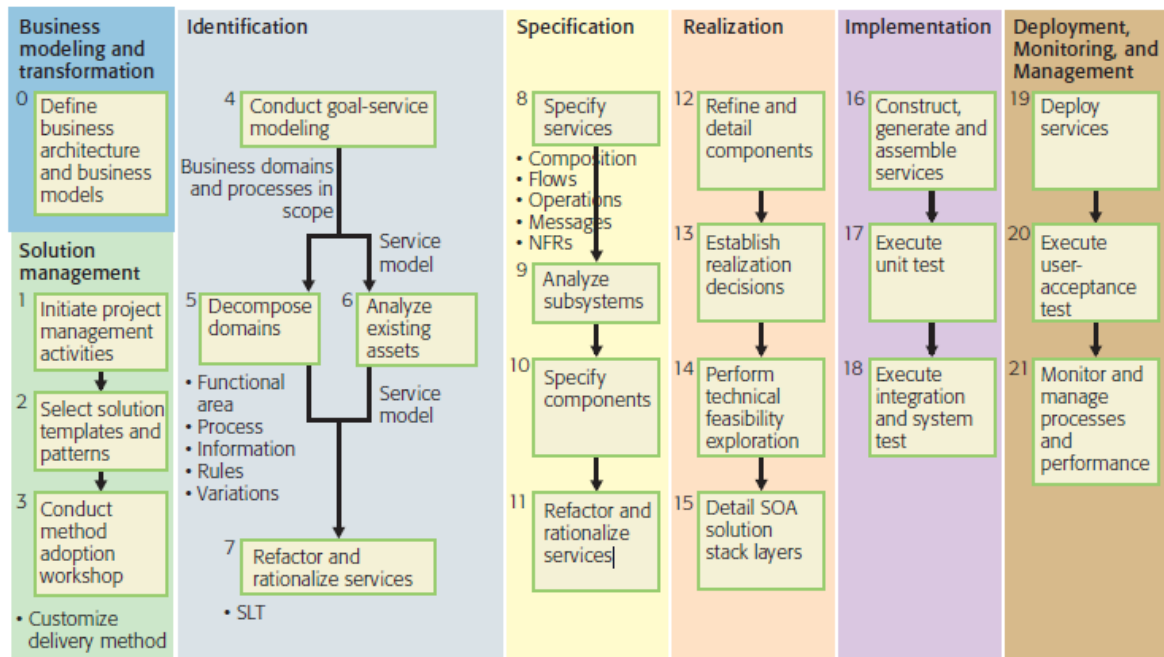 Business
modeling and
transformation
0
Define
business
architecture
and business
models
Solution
management
1
Initiate project
management
activities
2
Select solution
templates and
patterns
3
Conduct
method
adoption
workshop
• Customize
delivery method
Identification
4
Conduct goal-service
modeling
Business domains
and processes in
scope
Service
model
5
Decompose
domains
6
Analyze
existing
assets
• Functional
area
• Process
• Information
• Rules
• Variations
Service
model
7
Refactor and
rationalize services
• SLT
Specification
8
Specify
services
• Composition
• Flows
• Operations
• Messages
• NFRs
9
Analyze
subsystems
10
Specify
components
11
Refactor and
rationalize
services
Realization
12
Refine and
detail
components
13
Establish
realization
decisions
14
Perform
technical
feasibility
exploration
15
Detail SOA
solution
stack layers
Implementation
16
Construct,
generate and
assemble
services
17
Execute
unit test
18
Execute
integration
and system
test
Deployment,
Monitoring, and
Management
19
Deploy
services
20
Execute
user-
acceptance
test
21
Monitor and
manage
processes
and
performance